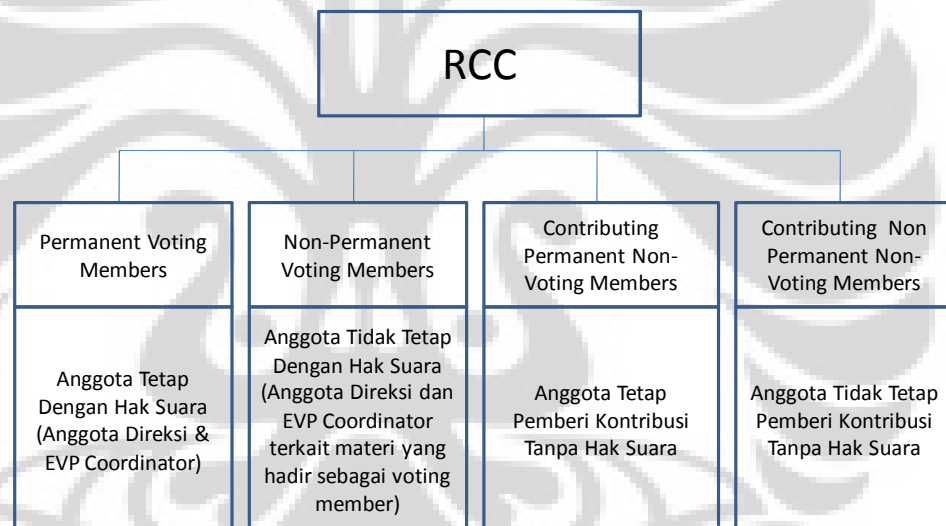 RCC
Permanent Voting
Members
Non-Permanent
Voting Members
Contributing
Permanent Non-
Voting Members
Contributing Non
Permanent Non-
Voting Members
Anggota Tetap
Dengan Hak Suara
(Anggota Direksi &
EVP Coordinator)
Anggota Tidak Tetap
Dengan Hak Suara
(Anggota Direksi dan
EVP Coordinator
terkait materi yang
hadir sebagai voting
member)
Anggota Tetap
Pemberi Kontribusi
Tanpa Hak Suara
Anggota Tidak Tetap
Pemberi Kontribusi
Tanpa Hak Suara